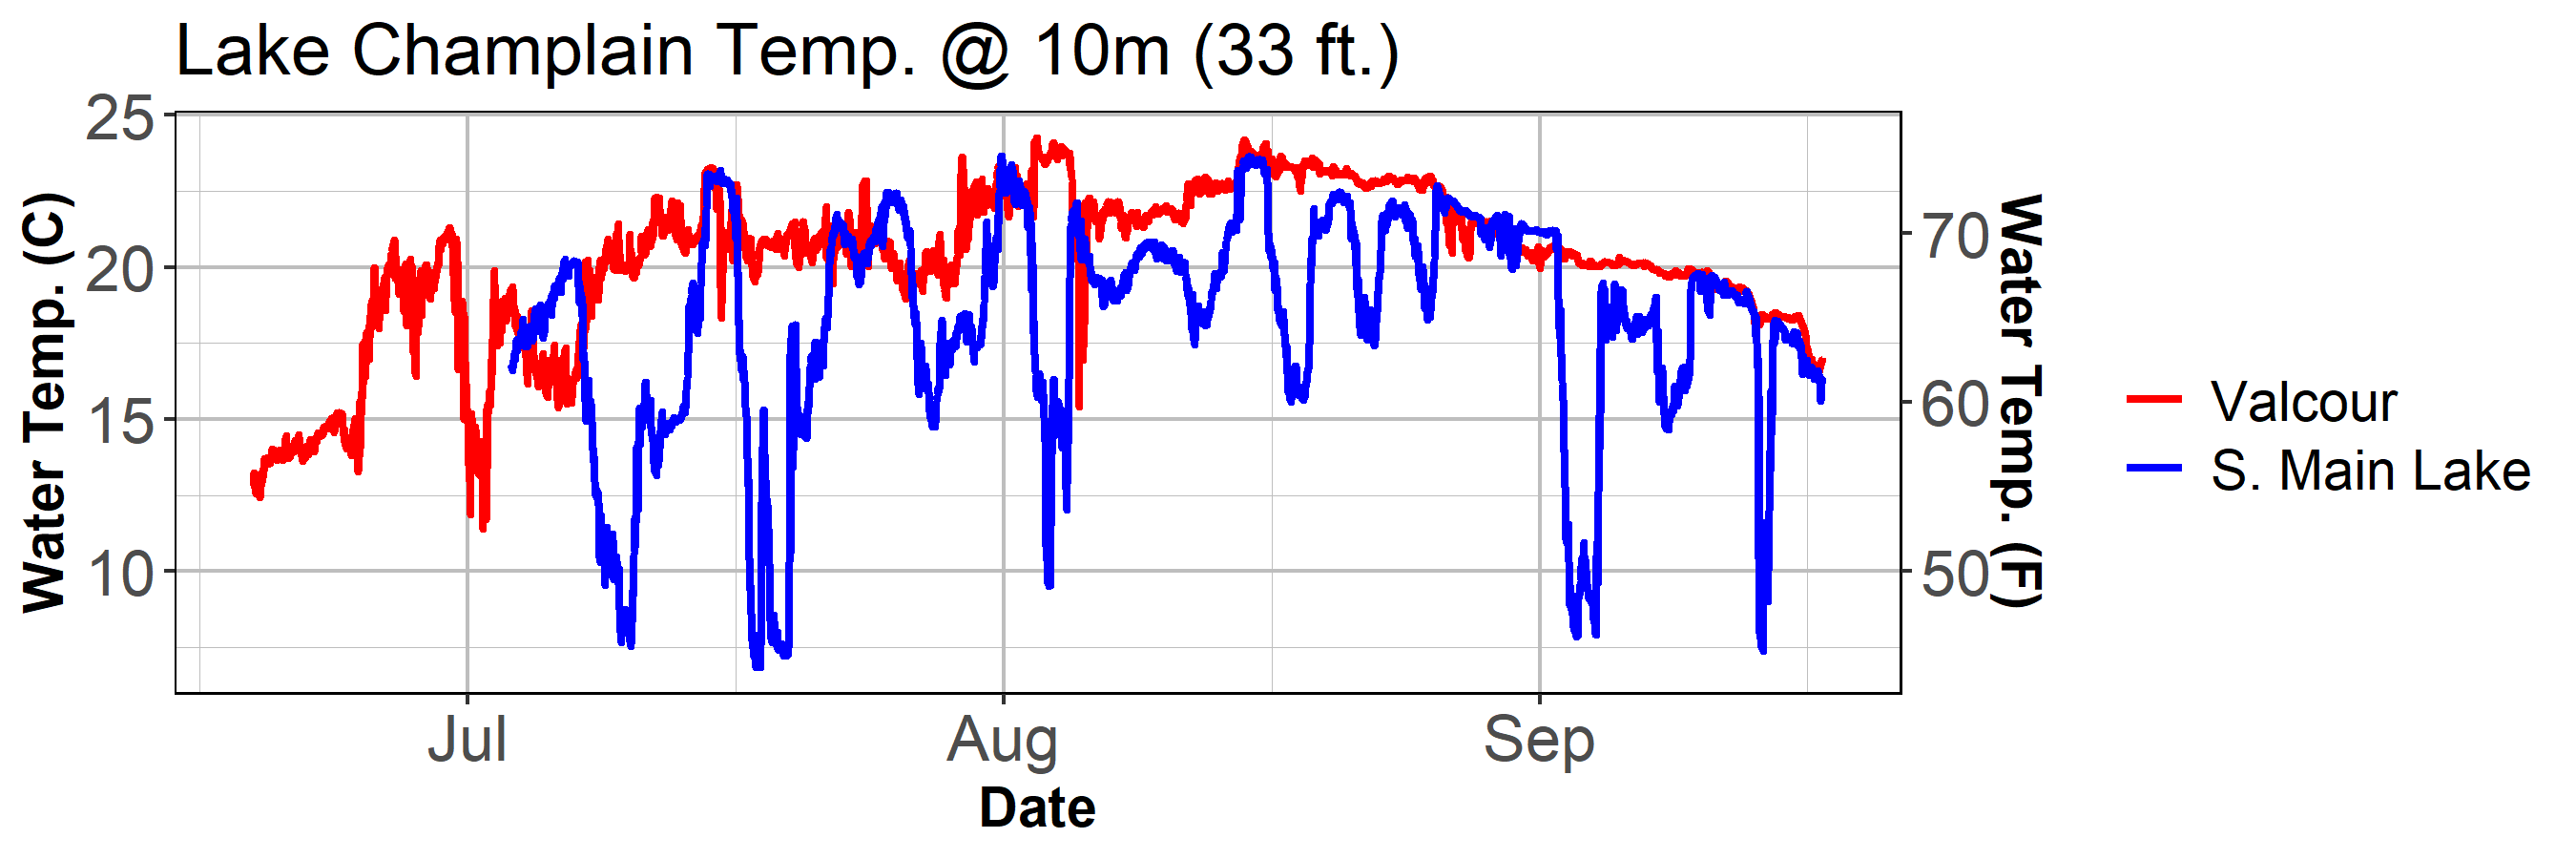 Lake Champlain Temp. @ 10m (33 ft.)
25
20
15
10
Water Temp. (C)
70
60
50
Water Temp. (F)
Jul Aug Sep
Date
Valcour
S. Main Lake